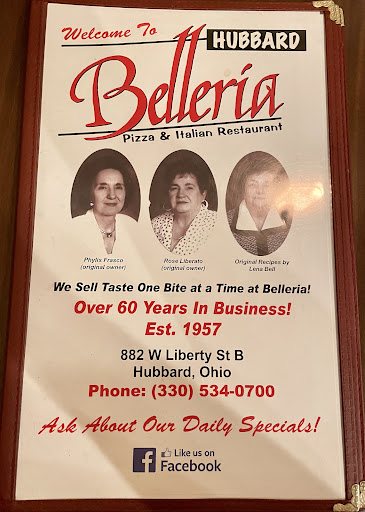 Welcome To
HUBBARD
Belleria
Pizza & Italian Restaurant
Phylis Frasco
(original owner)
Rose Liberato
(original owner)
Original Recipes by
Lena Bell
We Sell Taste One Bite at a Time at Belleria!
Over 60 Years In Business!
Est. 1957
882 W Liberty St B
Hubbard, Ohio
Phone: (330) 534-0700
Ask About Our Daily Specials!
f
Like us on
Facebook